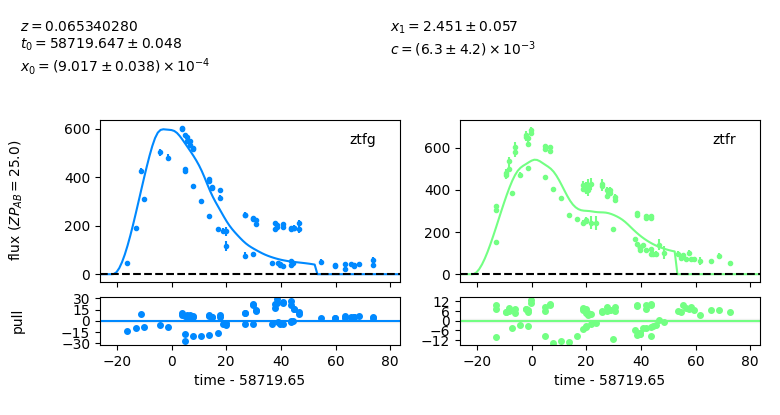 z = 0.065340280
t₀ = 58719.647 ± 0.048
x₀ = (9.017 ± 0.038) × 10⁻⁴
x₁ = 2.451 ± 0.057
c = (6.3 ± 4.2) × 10⁻³
flux (ZP_AB = 25.0)
600
400
200
0
ztfg
600
400
200
0
ztfr
pull
30
15
0
−15
−30
12
6
0
−6
−12
−20 0 20 40 60 80
−20 0 20 40 60 80
time - 58719.65
time - 58719.65